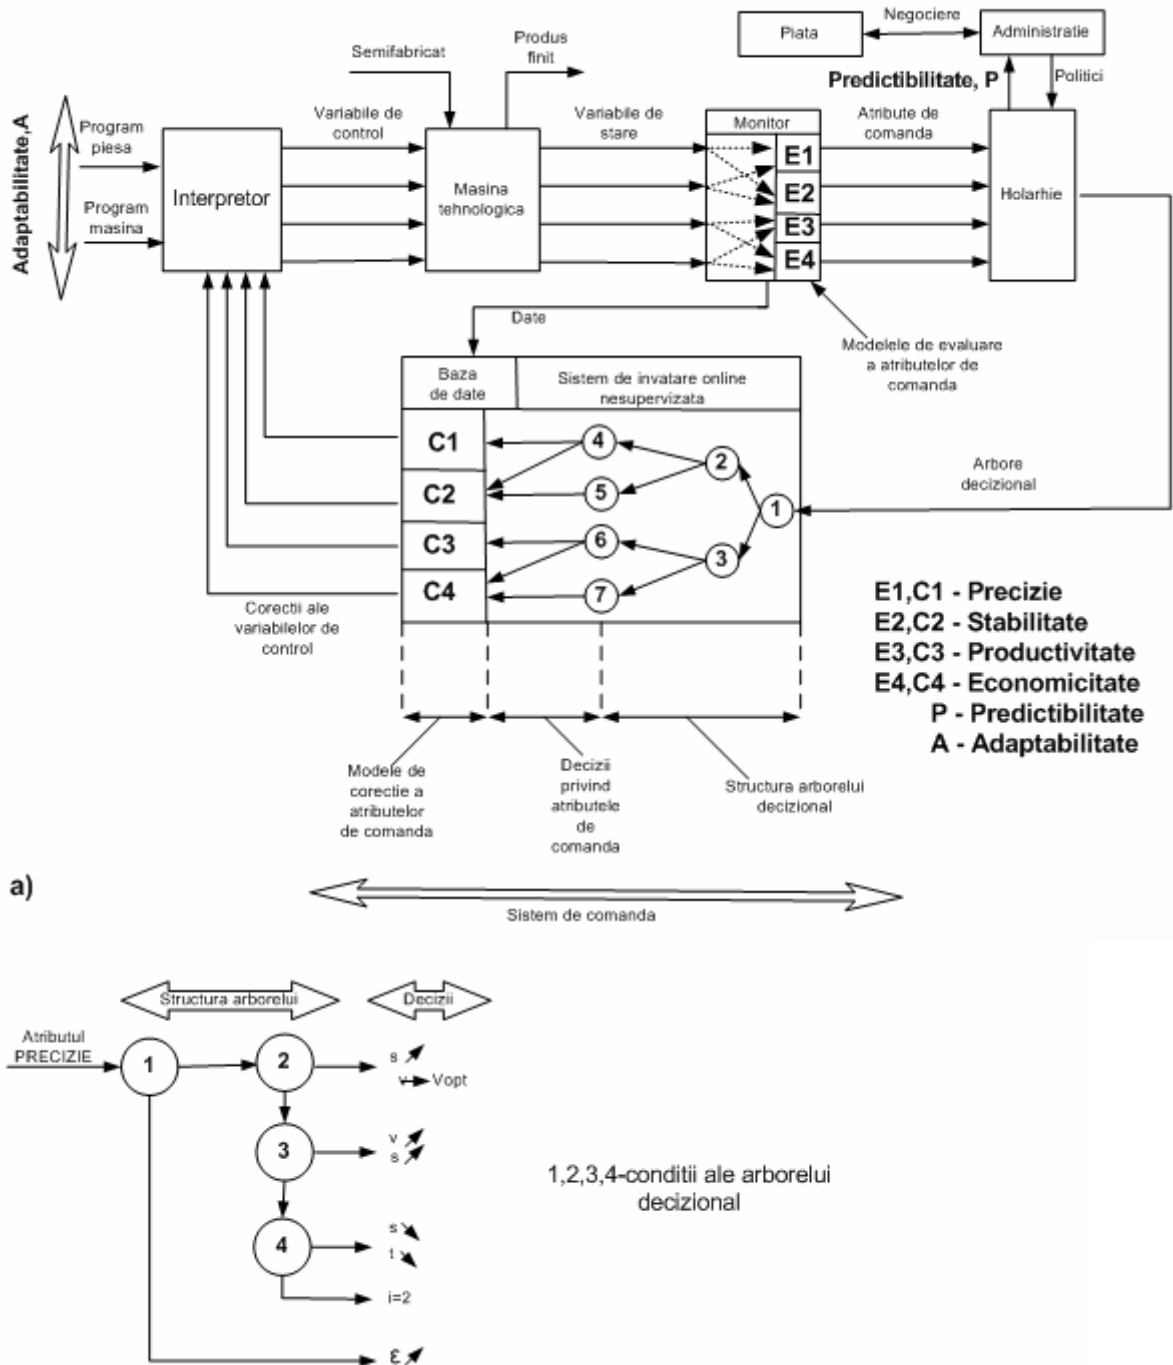 Negociere
Piata
Administratie
Produs
finit
Semifabricat
Predictibilitate, P
Politici
Adaptabilitate,A
Program
piesa
Variabile de
control
Variabile de
stare
Monitor
Atribute de
comanda
E1
Interpretor
Masina
tehnologica
E2
Holarhie
Program
masina
E3
E4
Date
Modelele de evaluare
a atributelor de
comanda
Baza
de date
Sistem de invatare online
nesupervizata
C1
4
2
C2
5
1
Arbore
decizional
C3
6
3
C4
7
Corectii ale
variabilelor de
control
E1,C1 - Precizie
E2,C2 - Stabilitate
E3,C3 - Productivitate
E4,C4 - Economicitate
P - Predictibilitate
A - Adaptabilitate
Modele de
corectie a
atributelor
de comanda
Decizii
privind
atributele
de
comanda
Structura arborelui
decizional
a)
Sistem de comanda
Structura arborelui
Decizii
Atributul
PRECIZIE
1
2
s
v
Vopt
3
v
s
1,2,3,4-conditii ale arborelui
decizional
4
s
t
i=2
ε